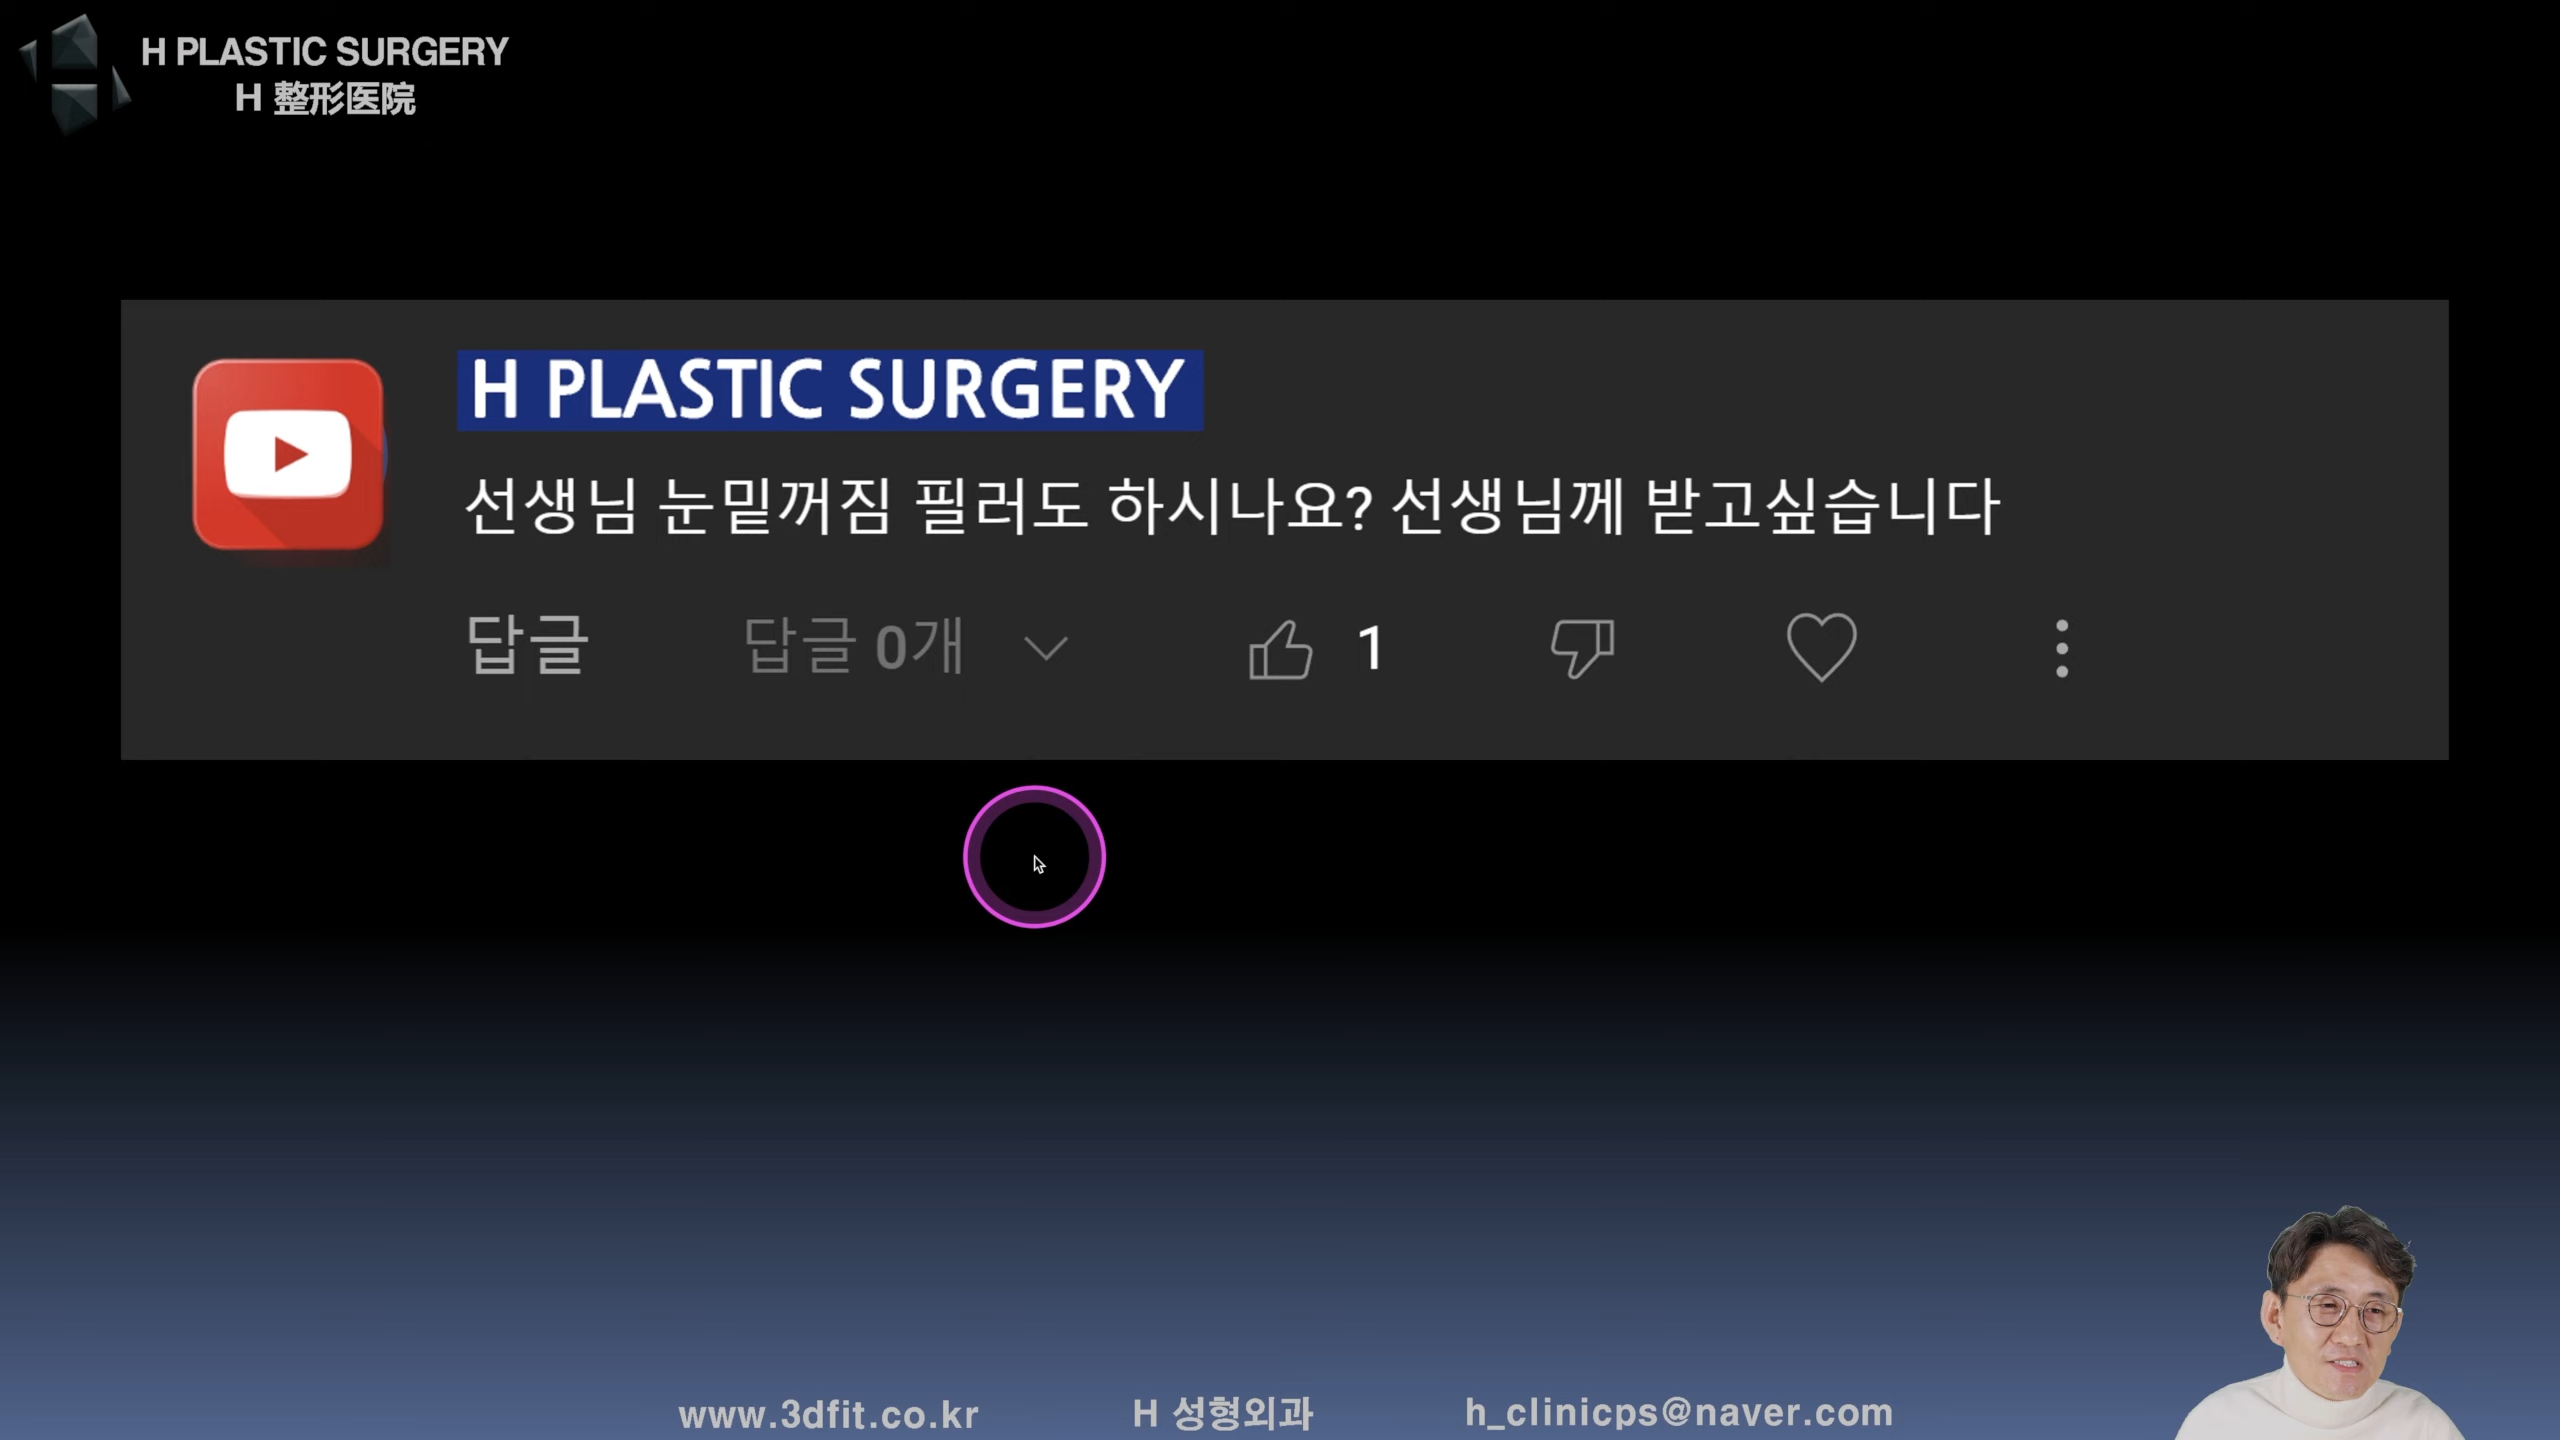 H PLASTIC SURGERY
H 整形医院
H PLASTIC SURGERY
선생님 눈밑꺼짐 필러도 하시나요? 선생님께 받고싶습니다
답글 답글 0개 1
www.3dfit.co.kr H 성형외과 h_clinicps@naver.com